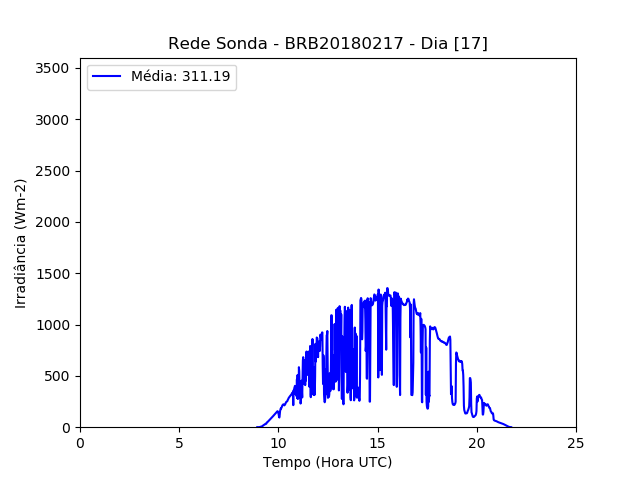 Rede Sonda - BRB20180217 - Dia [17]
Média: 311.19
3500
3000
2500
2000
1500
1000
500
0
Irradiância (Wm-2)
0 5 10 15 20 25
Tempo (Hora UTC)